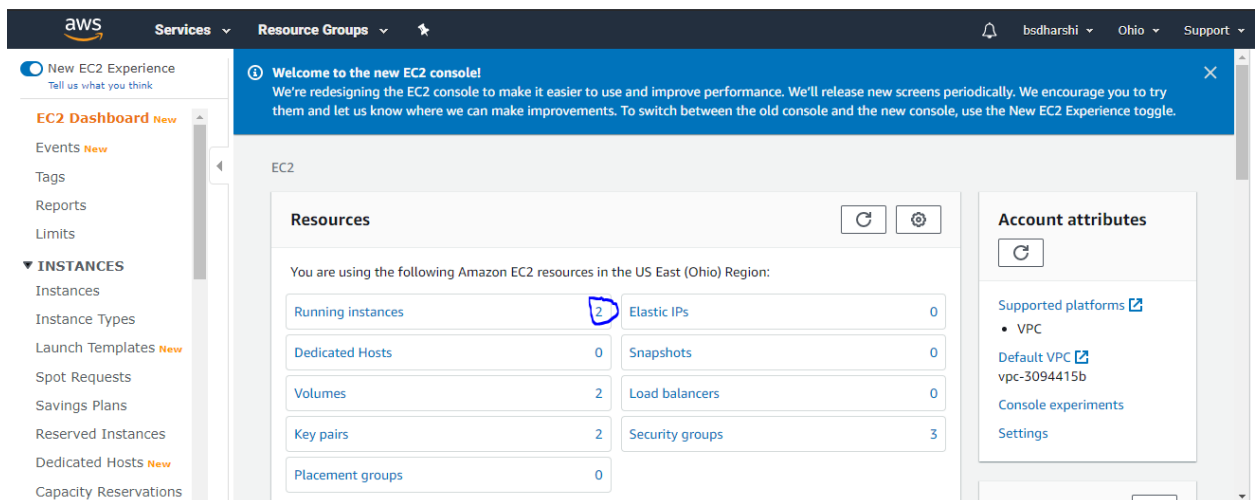 aws
Services
Resource Groups
bsdharshi
Ohio
Support
New EC2 Experience
Tell us what you think
EC2 Dashboard New
Events New
Tags
Reports
Limits
INSTANCES
Instances
Instance Types
Launch Templates New
Spot Requests
Savings Plans
Reserved Instances
Dedicated Hosts New
Capacity Reservations
Welcome to the new EC2 console!
We're redesigning the EC2 console to make it easier to use and improve performance. We'll release new screens periodically. We encourage you to try
them and let us know where we can make improvements. To switch between the old console and the new console, use the New EC2 Experience toggle.
EC2
Resources
You are using the following Amazon EC2 resources in the US East (Ohio) Region:
Running instances 2
Elastic IPs 0
Dedicated Hosts 0
Snapshots 0
Volumes 2
Load balancers 0
Key pairs 2
Security groups 3
Placement groups 0
Account attributes
Supported platforms
• VPC
Default VPC
vpc-3094415b
Console experiments
Settings